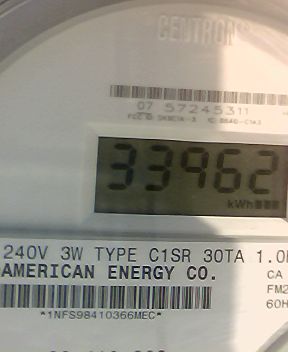 CENTRON®
07 57245311
33962
kWh
240V 3W TYPE C1SR 30TA 1.0
AMERICAN ENERGY CO.
CA
FM2
60H
*1NFS98410366MEC*